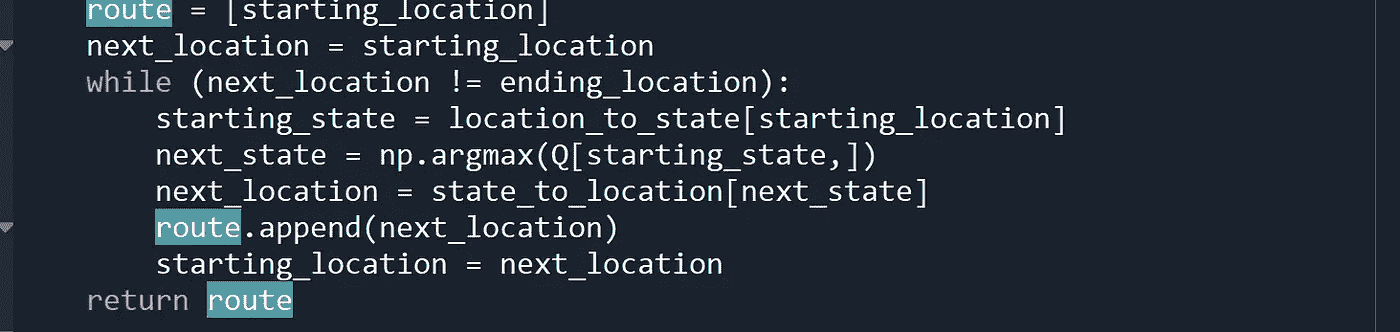 route = [starting_location]
next_location = starting_location
while (next_location != ending_location):
starting_state = location_to_state[starting_location]
next_state = np.argmax(Q[starting_state,])
next_location = state_to_location[next_state]
route.append(next_location)
starting_location = next_location
return route